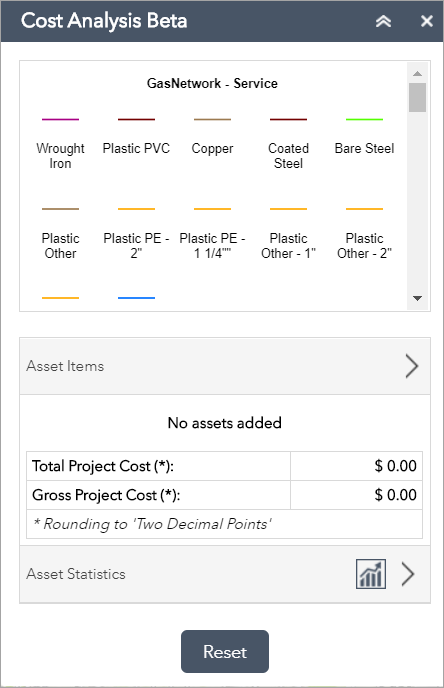 Cost Analysis Beta
GasNetwork - Service
Wrought Iron
Plastic PVC
Copper
Coated Steel
Bare Steel
Plastic Other
Plastic PE - 2"
Plastic PE - 1 1/4""
Plastic Other - 1"
Plastic Other - 2"
Asset Items
No assets added
Total Project Cost (*): $ 0.00
Gross Project Cost (*): $ 0.00
* Rounding to 'Two Decimal Points'
Asset Statistics
Reset